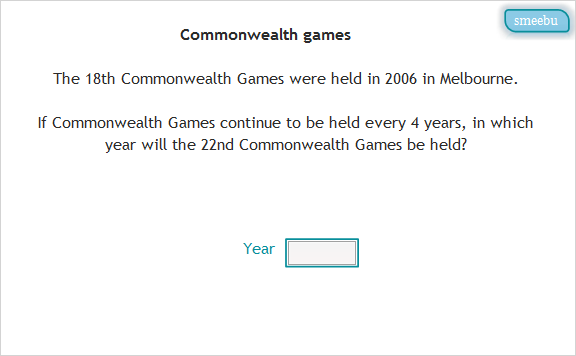 smeebu
Commonwealth games
The 18th Commonwealth Games were held in 2006 in Melbourne.
If Commonwealth Games continue to be held every 4 years, in which
year will the 22nd Commonwealth Games be held?
Year